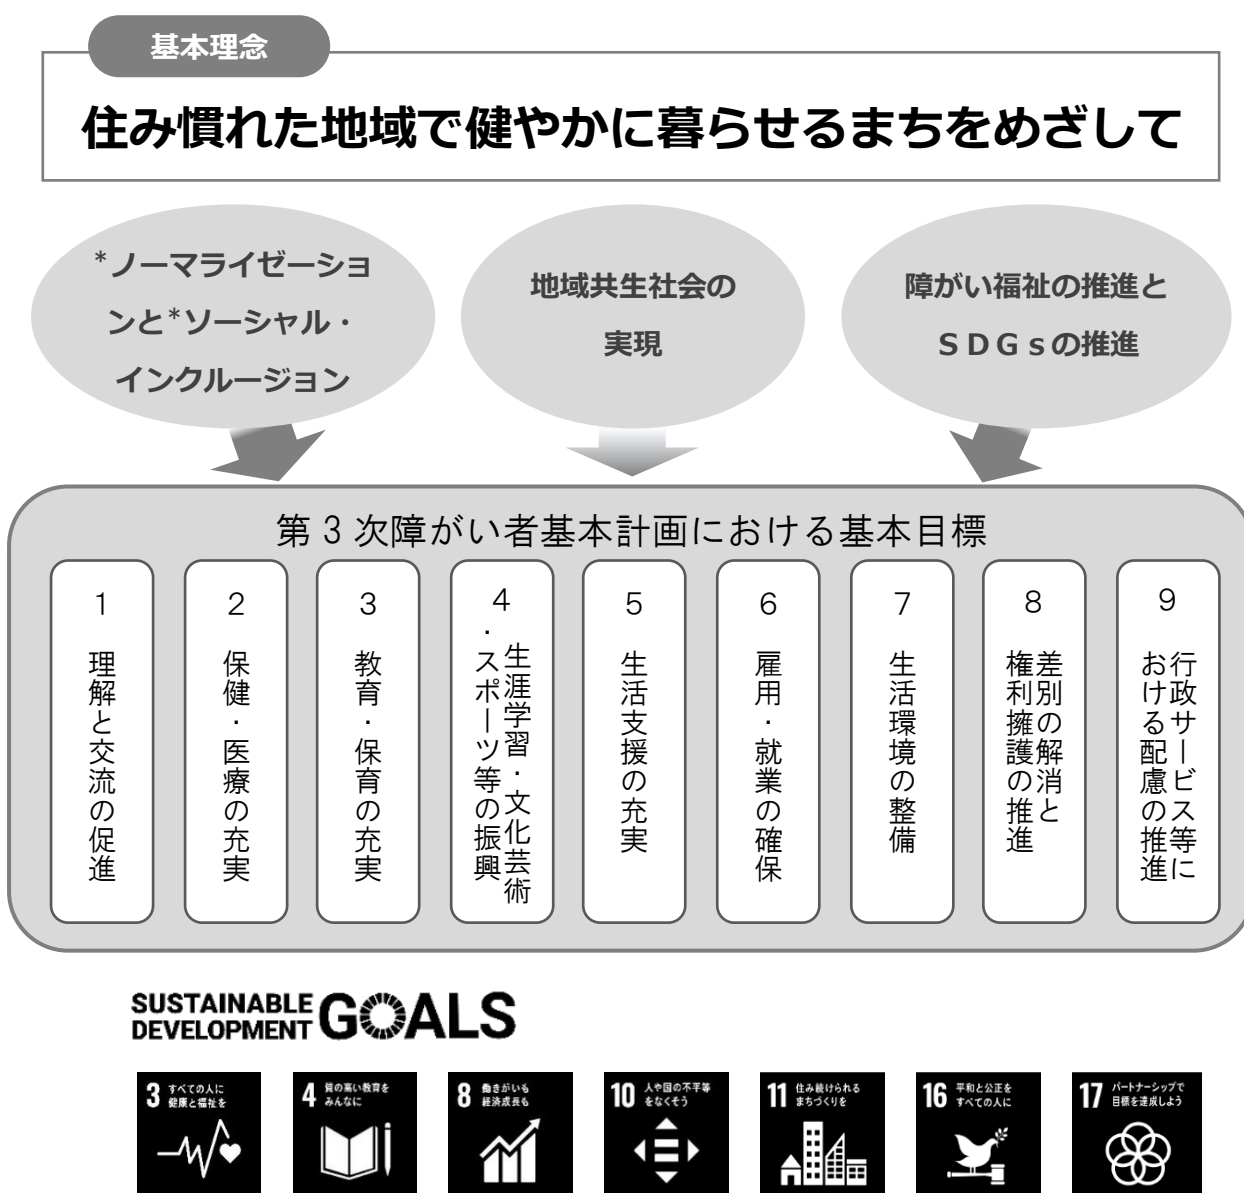 基本理念
住み慣れた地域で健やかに暮らせるまちをめざして
*ノーマライゼーショ
ンと*ソーシャル・
インクルージョン
地域共生社会の
実現
障がい福祉の推進と
ＳＤＧｓの推進
第３次障がい者基本計画における基本目標
１ 理解と交流の促進
２ 保健・医療の充実
３ 教育・保育の充実
４ 生涯学習・文化芸術
・スポーツ等の振興
５ 生活支援の充実
６ 雇用・就業の確保
７ 生活環境の整備
８ 差別の解消と
権利擁護の推進
９ 行政サービス等に
おける配慮の推進
SUSTAINABLE
DEVELOPMENT GOALS
3 すべての人に
健康と福祉を
4 質の高い教育を
みんなに
8 働きがいも
経済成長も
10 人や国の不平等
をなくそう
11 住み続けられる
まちづくりを
16 平和と公正を
すべての人に
17 パートナーシップで
目標を達成しよう